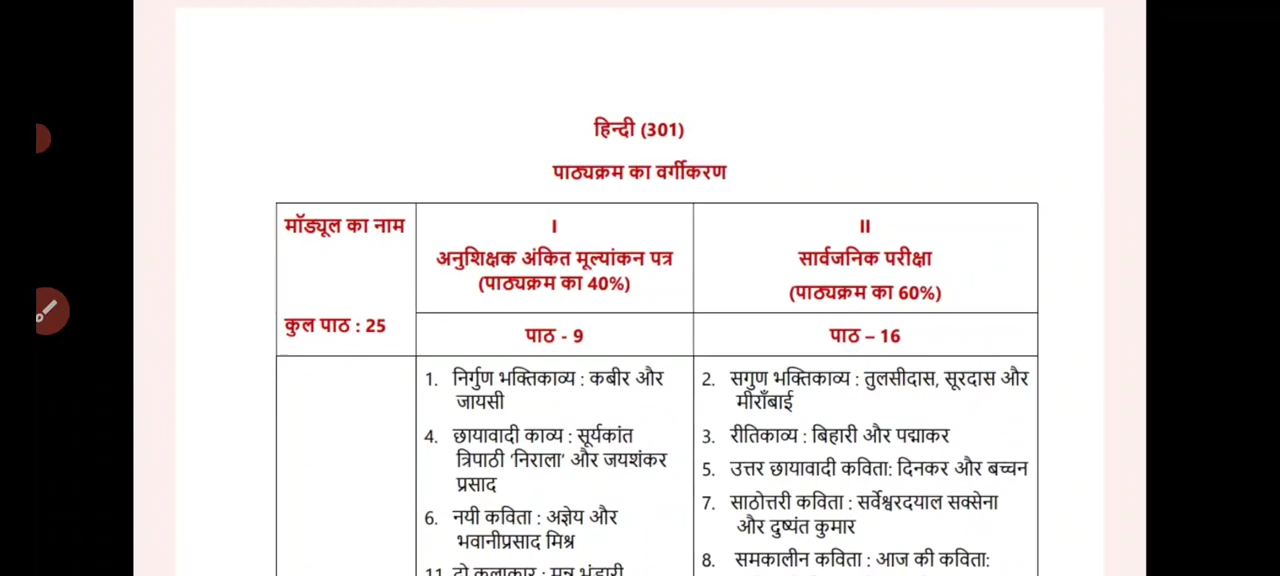 हिन्दी (301)
पाठ्यक्रम का वर्गीकरण
मॉड्यूल का नाम
I
II
अनुशिक्षक अंकित मूल्यांकन पत्र
(पाठ्यक्रम का 40%)
सार्वजनिक परीक्षा
(पाठ्यक्रम का 60%)
कुल पाठ : 25
पाठ - 9
पाठ – 16
1. निर्गुण भक्तिकाव्य : कबीर और
जायसी
4. छायावादी काव्य : सूर्यकांत
त्रिपाठी ‘निराला’ और जयशंकर
प्रसाद
6. नयी कविता : अज्ञेय और
भवानीप्रसाद मिश्र
11. दो कलाकार : मन्नू भंडारी
2. सगुण भक्तिकाव्य : तुलसीदास, सूरदास और
मीराँबाई
3. रीतिकाव्य : बिहारी और पद्माकर
5. उत्तर छायावादी कविता: दिनकर और बच्चन
7. साठोत्तरी कविता : सर्वेश्वरदयाल सक्सेना
और दुष्यंत कुमार
8. समकालीन कविता : आज की कविता: